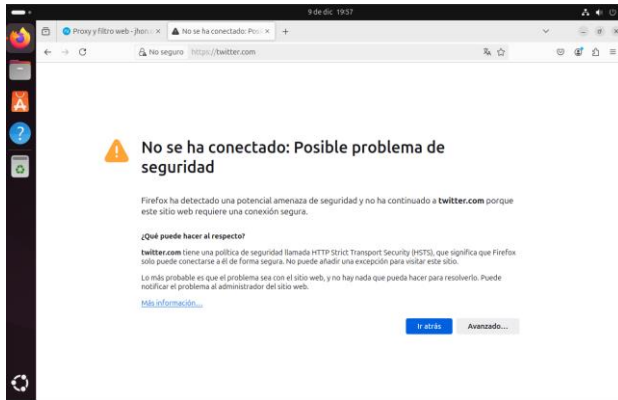 9 de dic 19:57
Proxy y filtro web - jhon
No se ha conectado: Pos
No seguro https://twitter.com
No se ha conectado: Posible problema de
seguridad
Firefox ha detectado una potencial amenaza de seguridad y no ha continuado a twitter.com porque
este sitio web requiere una conexión segura.
¿Qué puede hacer al respecto?
twitter.com tiene una política de seguridad llamada HTTP Strict Transport Security (HSTS), que significa que Firefox
solo puede conectarse a él de forma segura. No puede añadir una excepción para visitar este sitio.
Lo más probable es que el problema sea con el sitio web, y no hay nada que pueda hacer para resolverlo. Puede
notificar el problema al administrador del sitio web.
Más información...
Ir atrás
Avanzado...